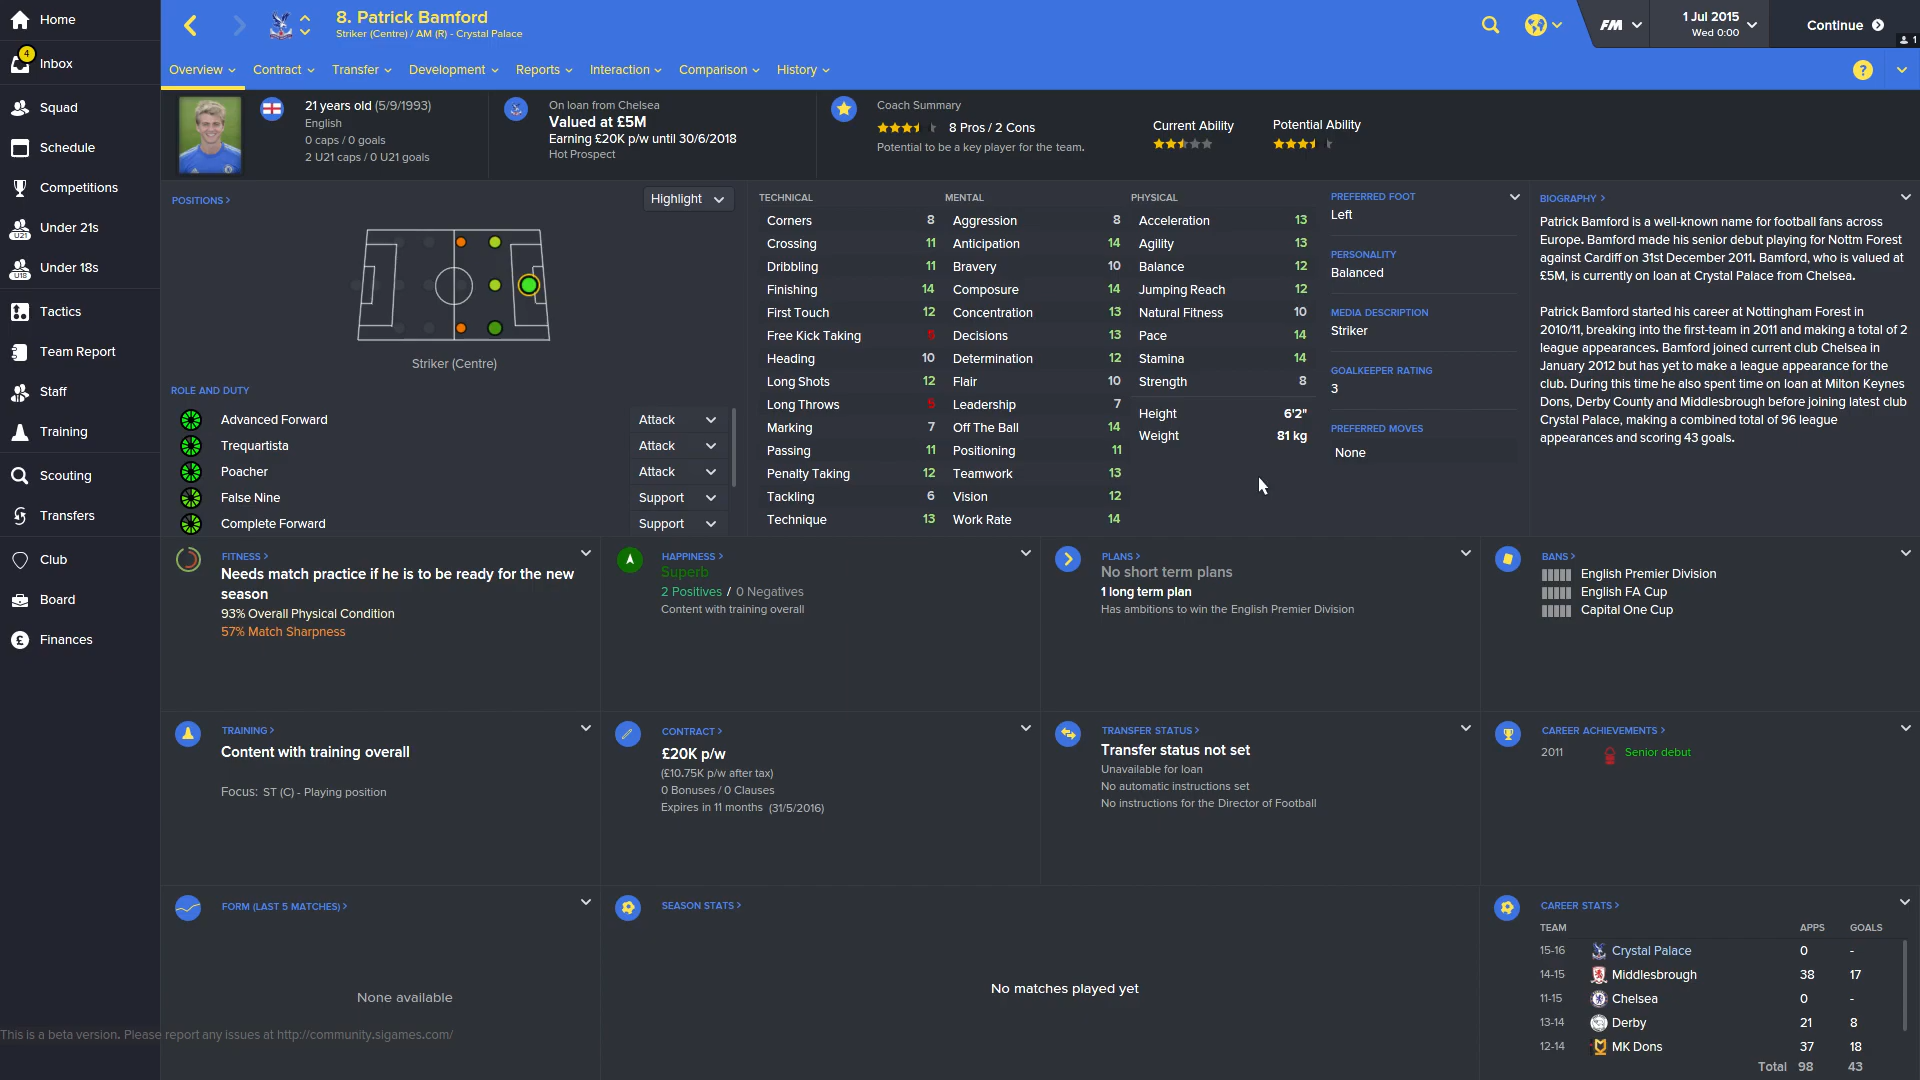 Home
4
Inbox
Squad
Schedule
Competitions
U21
Under 21s
U18
Under 18s
Tactics
Team Report
Staff
Training
Scouting
Transfers
Club
Board
£ Finances
8. Patrick Bamford
Striker (Centre) / AM (R) - Crystal Palace
FM
1 Jul 2015
Wed 0:00
Continue
1
Overview Contract Transfer Development Reports Interaction Comparison History
?
21 years old (5/9/1993)
English
0 caps / 0 goals
2 U21 caps / 0 U21 goals
On loan from Chelsea
Valued at £5M
Earning £20K p/w until 30/6/2018
Hot Prospect
Coach Summary
8 Pros / 2 Cons
Potential to be a key player for the team.
Current Ability
Potential Ability
POSITIONS >
Highlight
Striker (Centre)
ROLE AND DUTY
Advanced Forward Attack
Trequartista Attack
Poacher Attack
False Nine Support
Complete Forward Support
TECHNICAL
Corners 8
Crossing 11
Dribbling 11
Finishing 14
First Touch 12
Free Kick Taking
Heading 10
Long Shots 12
Long Throws 5
Marking 7
Passing 11
Penalty Taking 12
Tackling 6
Technique 13
MENTAL
Aggression 8
Anticipation 14
Bravery 10
Composure 14
Concentration 13
Decisions 13
Determination 12
Flair 10
Leadership 7
Off The Ball 14
Positioning 11
Teamwork 13
Vision 12
Work Rate 14
PHYSICAL
Acceleration 13
Agility 13
Balance 12
Jumping Reach 12
Natural Fitness 10
Pace 14
Stamina 14
Strength 8
Height 6'2"
Weight 81 kg
PREFERRED FOOT
Left
PERSONALITY
Balanced
MEDIA DESCRIPTION
Striker
GOALKEEPER RATING
3
PREFERRED MOVES
None
BIOGRAPHY >
Patrick Bamford is a well-known name for football fans across
Europe. Bamford made his senior debut playing for Nottm Forest
against Cardiff on 31st December 2011. Bamford, who is valued at
£5M, is currently on loan at Crystal Palace from Chelsea.
Patrick Bamford started his career at Nottingham Forest in
2010/11, breaking into the first-team in 2011 and making a total of 2
league appearances. Bamford joined current club Chelsea in
January 2012 but has yet to make a league appearance for the
club. During this time he also spent time on loan at Milton Keynes
Dons, Derby County and Middlesbrough before joining latest club
Crystal Palace, making a combined total of 96 league
appearances and scoring 43 goals.
FITNESS >
Needs match practice if he is to be ready for the new
season
93% Overall Physical Condition
57% Match Sharpness
HAPPINESS >
Superb
2 Positives / 0 Negatives
Content with training overall
PLANS >
No short term plans
1 long term plan
Has ambitions to win the English Premier Division
BANS >
English Premier Division
English FA Cup
Capital One Cup
TRAINING >
Content with training overall
Focus: ST (C) - Playing position
CONTRACT >
£20K p/w
(£10.75K p/w after tax)
0 Bonuses / 0 Clauses
Expires in 11 months (31/5/2016)
TRANSFER STATUS >
Transfer status not set
Unavailable for loan
No automatic instructions set
No instructions for the Director of Football
CAREER ACHIEVEMENTS >
2011 Senior debut
FORM (LAST 5 MATCHES) >
None available
SEASON STATS >
No matches played yet
CAREER STATS >
TEAM APPS GOALS
15-16 Crystal Palace 0 -
14-15 Middlesbrough 38 17
11-15 Chelsea 0 -
13-14 Derby 21 8
12-14 MK Dons 37 18
Total 98 43
This is a beta version. Please report any issues at http://community.sigames.com/